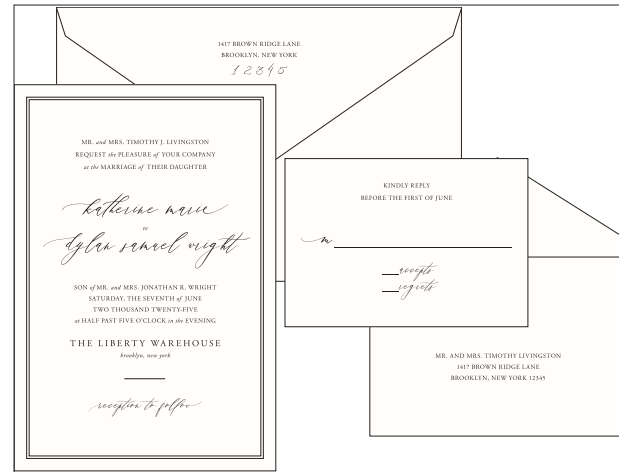 1417 BROWN RIDGE LANE
BROOKLYN, NEW YORK
12345
MR. and MRS. TIMOTHY J. LIVINGSTON
REQUEST the PLEASURE of YOUR COMPANY
at the MARRIAGE of THEIR DAUGHTER
katherine marie
to
dylan samuel wright
SON of MR. and MRS. JONATHAN R. WRIGHT
SATURDAY, THE SEVENTH of JUNE
TWO THOUSAND TWENTY-FIVE
at HALF PAST FIVE O'CLOCK in the EVENING
THE LIBERTY WAREHOUSE
brooklyn, new york
reception to follow
KINDLY REPLY
BEFORE THE FIRST OF JUNE
m
accepts
regrets
MR. AND MRS. TIMOTHY LIVINGSTON
1417 BROWN RIDGE LANE
BROOKLYN, NEW YORK 12345